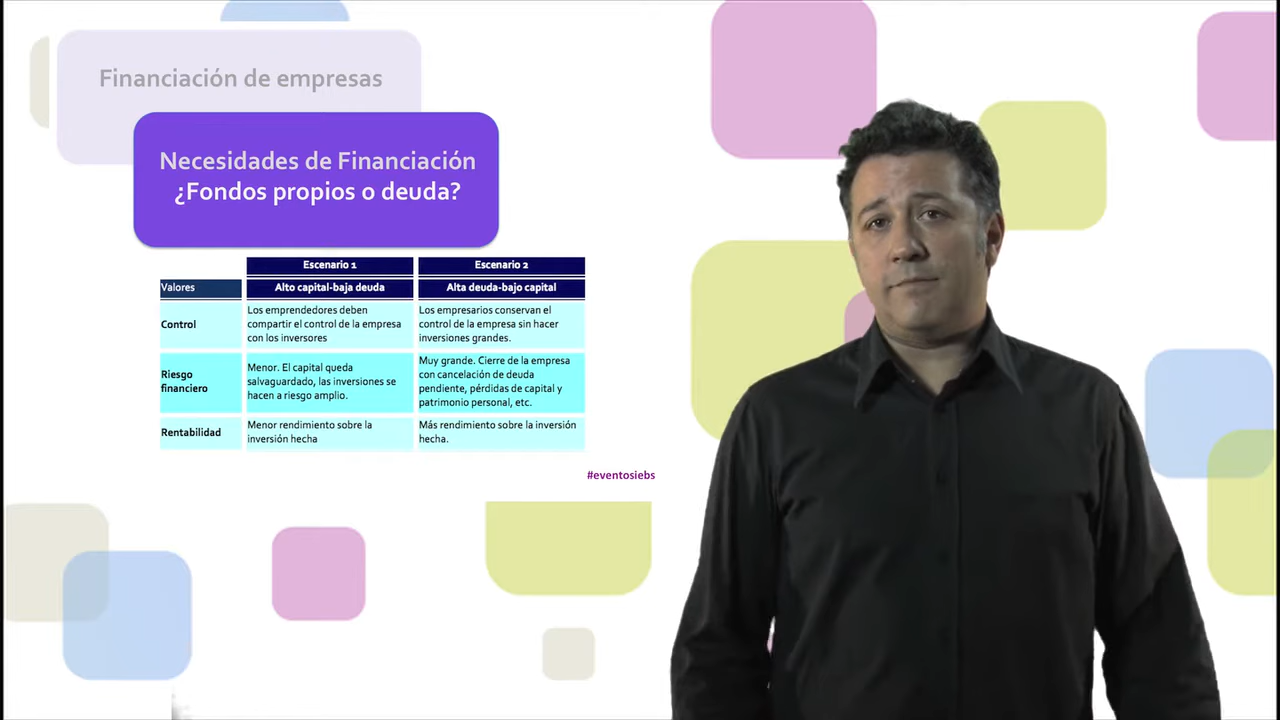 Financiación de empresas
Necesidades de Financiación
¿Fondos propios o deuda?
Escenario 1
Escenario 2
Valores
Alto capital-baja deuda
Alta deuda-bajo capital
Control
Los emprendedores deben
compartir el control de la empresa
con los inversores
Los empresarios conservan el
control de la empresa sin hacer
inversiones grandes.
Riesgo
financiero
Menor. El capital queda
salvaguardado, las inversiones se
hacen a riesgo amplio.
Muy grande. Cierre de la empresa
con cancelación de deuda
pendiente, pérdidas de capital y
patrimonio personal, etc.
Rentabilidad
Menor rendimiento sobre la
inversión hecha
Más rendimiento sobre la inversión
hecha.
#eventosiebs